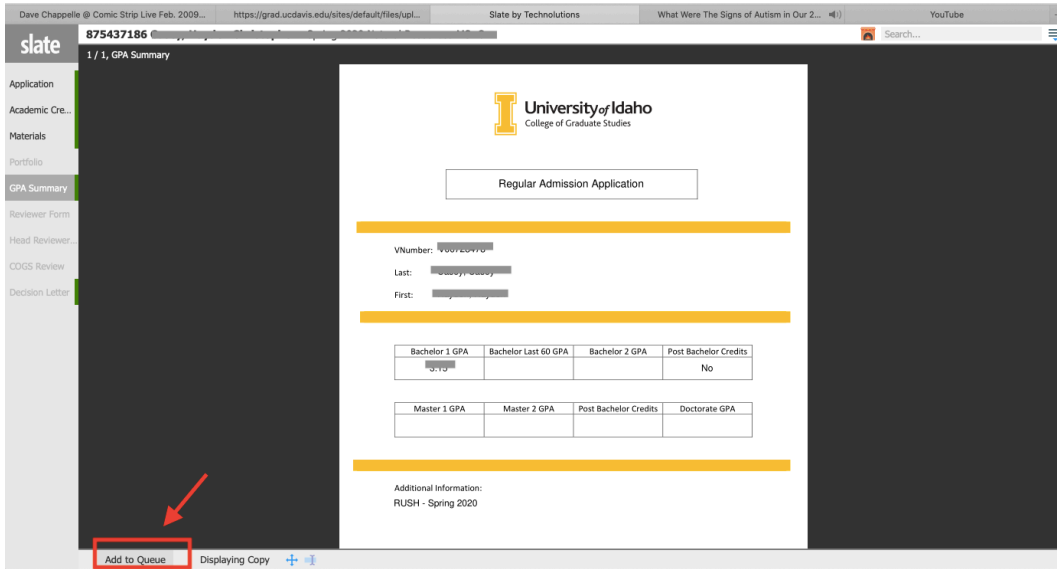 Dave Chappelle @ Comic Strip Live Feb. 2009... https://grad.ucdavis.edu/sites/default/files/upl... Slate by Technolutions What Were The Signs of Autism in Our 2... YouTube
slate
875437186
Search...
1 / 1, GPA Summary
Application
Academic Cre...
Materials
Portfolio
GPA Summary
Reviewer Form
Head Reviewer...
COGS Review
Decision Letter
University of Idaho
College of Graduate Studies
Regular Admission Application
VNumber:
Last:
First:
Bachelor 1 GPA Bachelor Last 60 GPA Bachelor 2 GPA Post Bachelor Credits
No
Master 1 GPA Master 2 GPA Post Bachelor Credits Doctorate GPA
Additional Information:
RUSH - Spring 2020
Add to Queue Displaying Copy